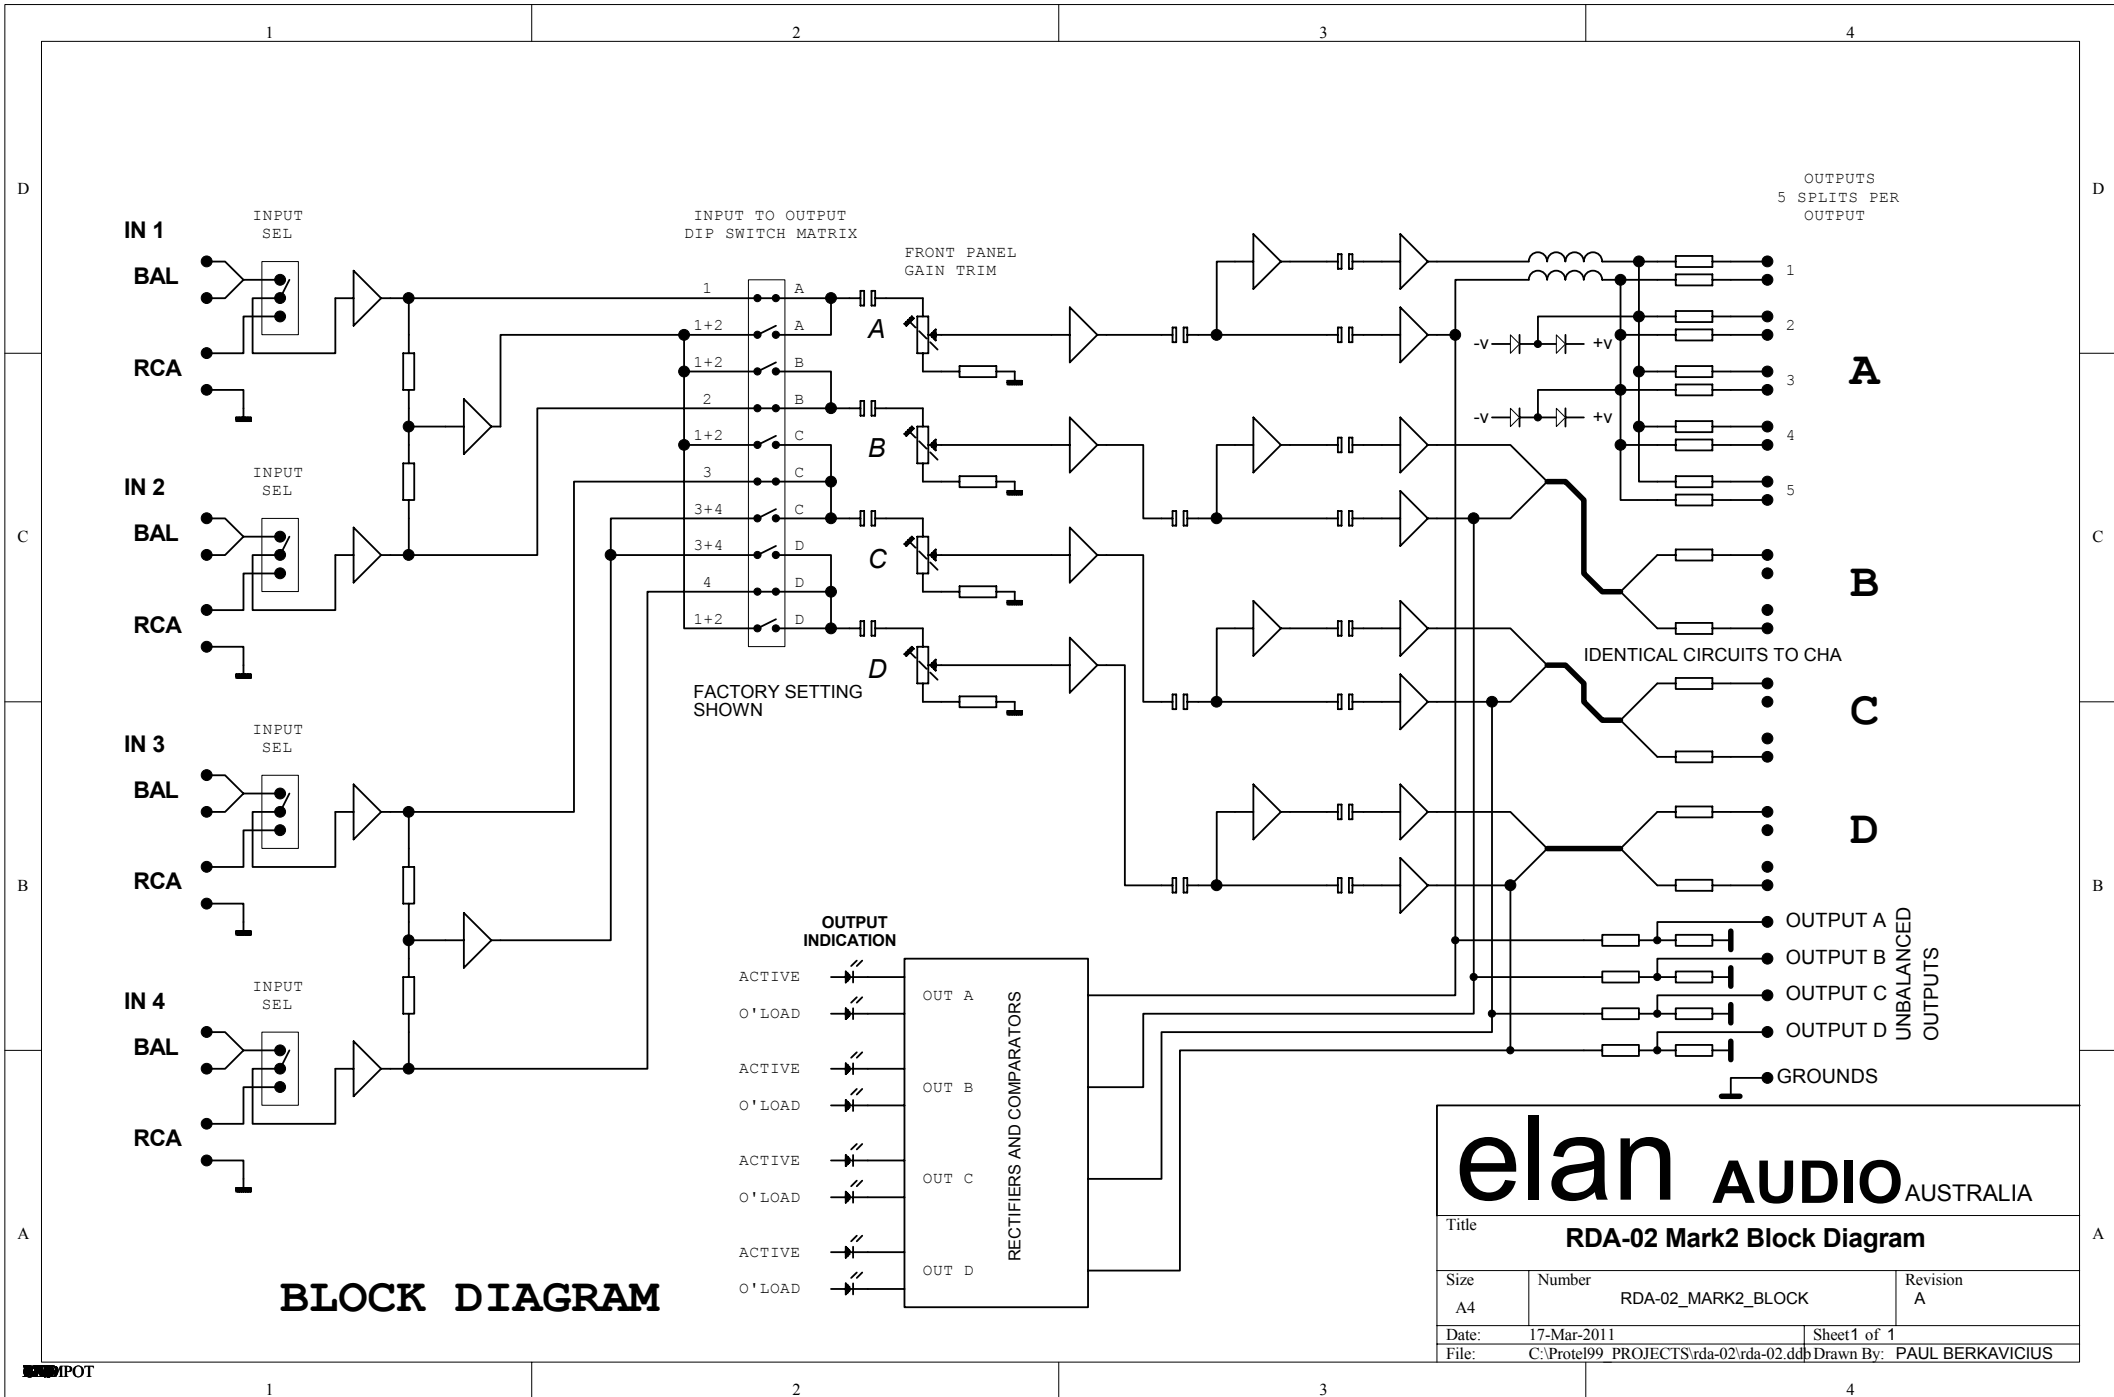 1 2 3 4
D D
C C
B B
A A
IN 1
BAL
RCA
INPUT
SEL
IN 2
BAL
RCA
INPUT
SEL
IN 3
BAL
RCA
INPUT
SEL
IN 4
BAL
RCA
INPUT
SEL
INPUT TO OUTPUT
DIP SWITCH MATRIX
1 A
1+2 A
1+2 B
2 B
1+2 C
3 C
3+4 C
3+4 D
4 D
1+2 D
FACTORY SETTING
SHOWN
FRONT PANEL
GAIN TRIM
A
B
C
D
OUTPUTS
5 SPLITS PER
OUTPUT
1
2
3
4
5
-V +V
-V +V
A
B
IDENTICAL CIRCUITS TO CHA
C
D
OUTPUT A
OUTPUT B
OUTPUT C
OUTPUT D
UNBALANCED
OUTPUTS
GROUNDS
OUTPUT
INDICATION
ACTIVE
O'LOAD
ACTIVE
O'LOAD
ACTIVE
O'LOAD
ACTIVE
O'LOAD
OUT A
OUT B
OUT C
OUT D
RECTIFIERS AND COMPARATORS
BLOCK DIAGRAM
elan AUDIO AUSTRALIA
Title
RDA-02 Mark2 Block Diagram
Size Number Revision
A4 RDA-02_MARK2_BLOCK A
Date: 17-Mar-2011 Sheet1 of 1
File: C:\Protel99_PROJECTS\rda-02\rda-02.ddb Drawn By: PAUL BERKAVICIUS
1 2 3 4